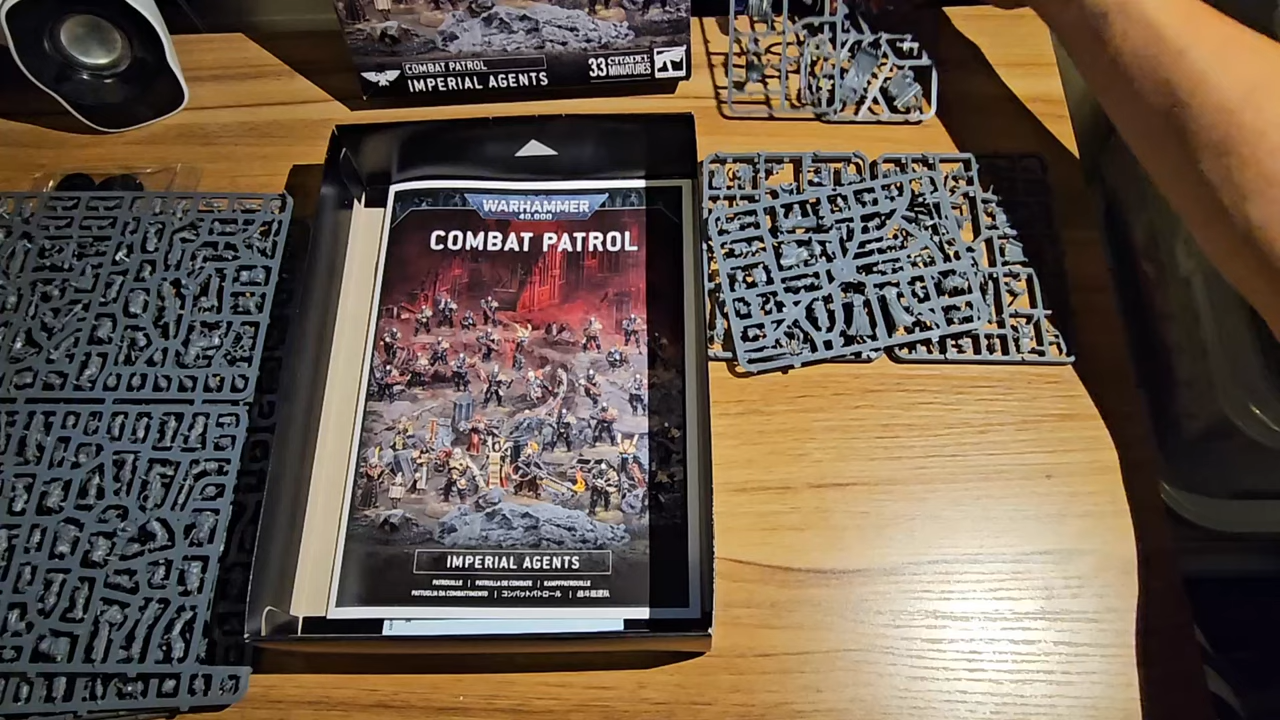 COMBAT PATROL
IMPERIAL AGENTS
33 CITADEL
MINIATURES
WARHAMMER
40,000
COMBAT PATROL
IMPERIAL AGENTS
PATROUILLE | PATRULLA DE COMBATE | KAMPFPATROUILLE
PATTUGLIA DA COMBATTIMENTO | コンバットパトロール | 战斗巡逻队